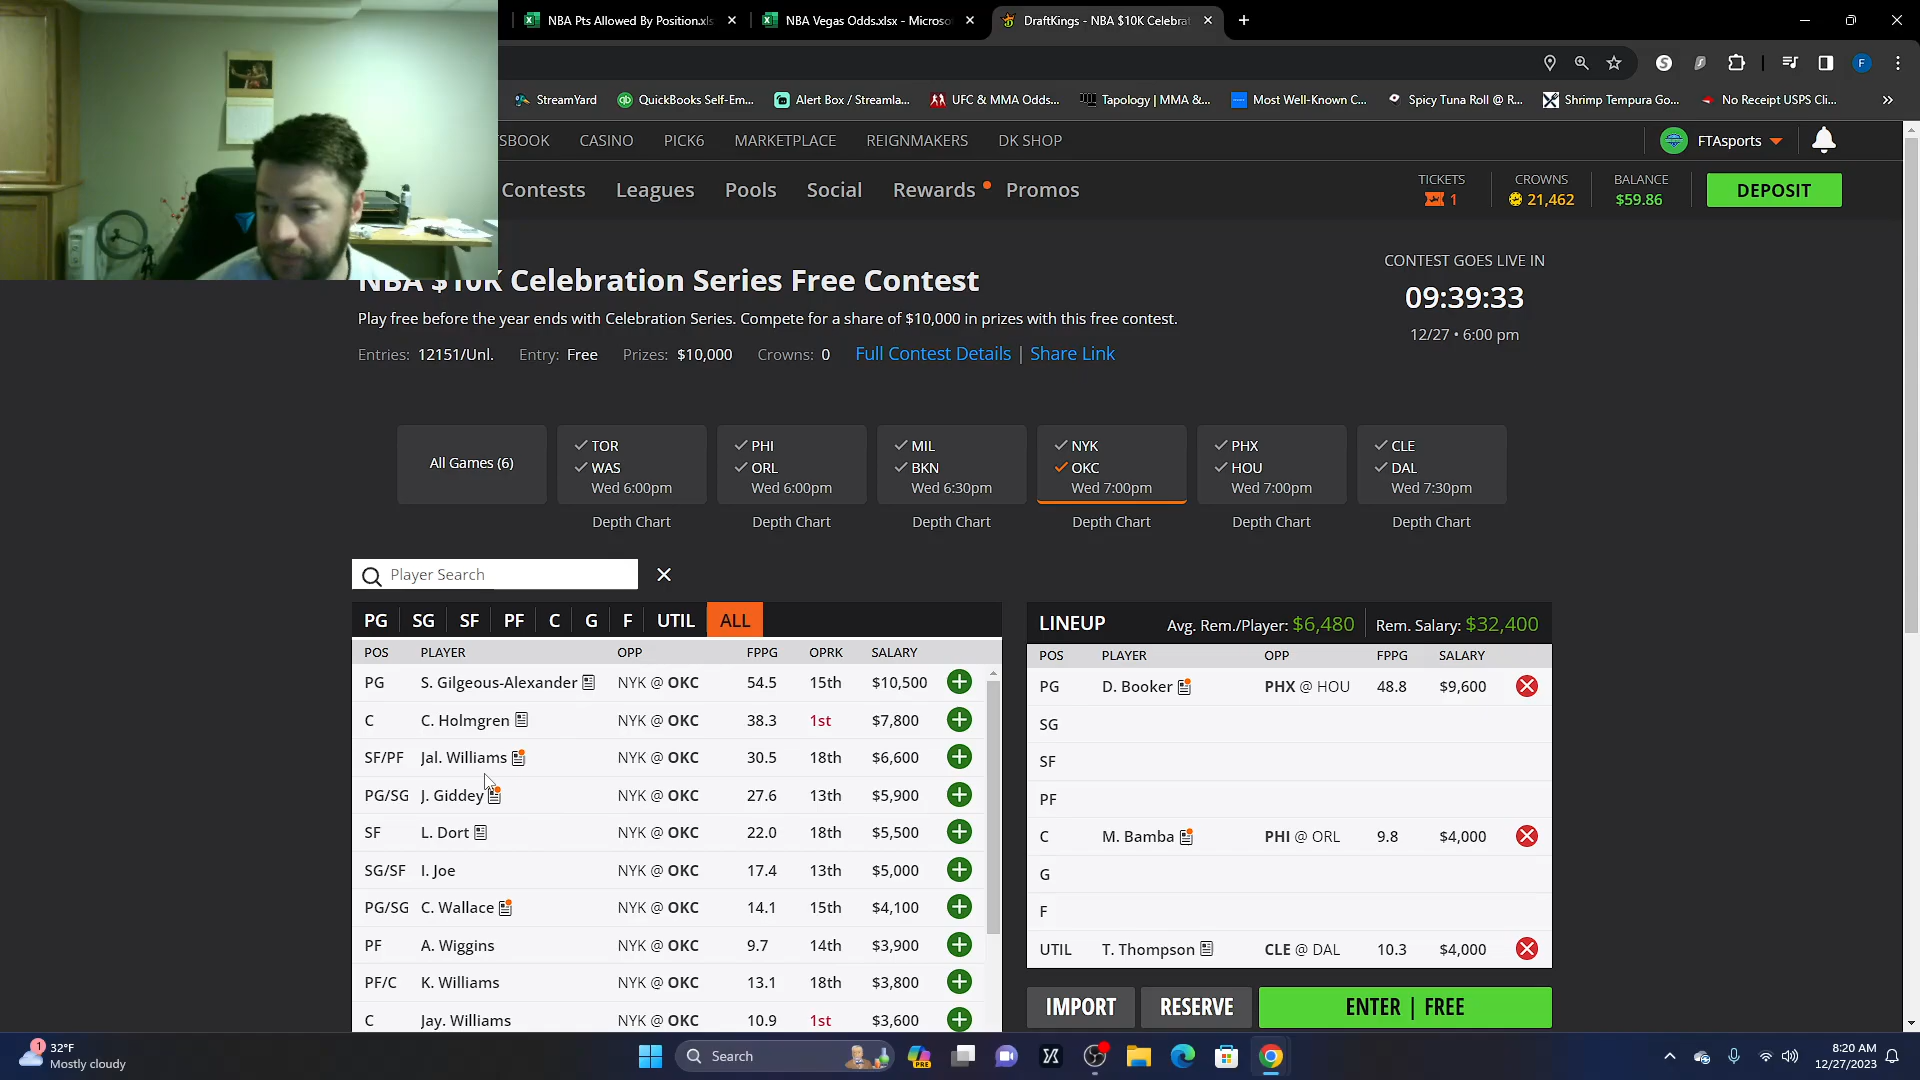 NBA Pts Allowed By Position.xls
NBA Vegas Odds.xlsx - Microso
DraftKings - NBA $10K Celebra
StreamYard
QuickBooks Self-Em...
Alert Box / Streamla...
UFC & MMA Odds...
Tapology | MMA &...
Most Well-Known C...
Spicy Tuna Roll @ R...
Shrimp Tempura Go...
No Receipt USPS Cli...
SBOOK CASINO PICK6 MARKETPLACE REIGNMAKERS DK SHOP
FTAsports
Contests Leagues Pools Social Rewards Promos
TICKETS CROWNS BALANCE
1 21,462 $59.86
DEPOSIT
NBA $10K Celebration Series Free Contest
Play free before the year ends with Celebration Series. Compete for a share of $10,000 in prizes with this free contest.
Entries: 12151/Unl. Entry: Free Prizes: $10,000 Crowns: 0 Full Contest Details | Share Link
CONTEST GOES LIVE IN
09:39:33
12/27 • 6:00 pm
All Games (6)
TOR
WAS
Wed 6:00pm
Depth Chart
PHI
ORL
Wed 6:00pm
Depth Chart
MIL
BKN
Wed 6:30pm
Depth Chart
NYK
OKC
Wed 7:00pm
Depth Chart
PHX
HOU
Wed 7:00pm
Depth Chart
CLE
DAL
Wed 7:30pm
Depth Chart
Player Search
PG SG SF PF C G F UTIL ALL
POS PLAYER OPP FPPG OPRK SALARY
PG S. Gilgeous-Alexander NYK @ OKC 54.5 15th $10,500
C C. Holmgren NYK @ OKC 38.3 1st $7,800
SF/PF Jal. Williams NYK @ OKC 30.5 18th $6,600
PG/SG J. Giddey NYK @ OKC 27.6 13th $5,900
SF L. Dort NYK @ OKC 22.0 18th $5,500
SG/SF I. Joe NYK @ OKC 17.4 13th $5,000
PG/SG C. Wallace NYK @ OKC 14.1 15th $4,100
PF A. Wiggins NYK @ OKC 9.7 14th $3,900
PF/C K. Williams NYK @ OKC 13.1 18th $3,800
C Jay. Williams NYK @ OKC 10.9 1st $3,600
LINEUP Avg. Rem./Player: $6,480 Rem. Salary: $32,400
POS PLAYER OPP FPPG SALARY
PG D. Booker PHX @ HOU 48.8 $9,600
SG
SF
PF
C M. Bamba PHI @ ORL 9.8 $4,000
G
F
UTIL T. Thompson CLE @ DAL 10.3 $4,000
IMPORT RESERVE ENTER | FREE
1
32°F
Mostly cloudy
Search
PRE
8:20 AM
12/27/2023